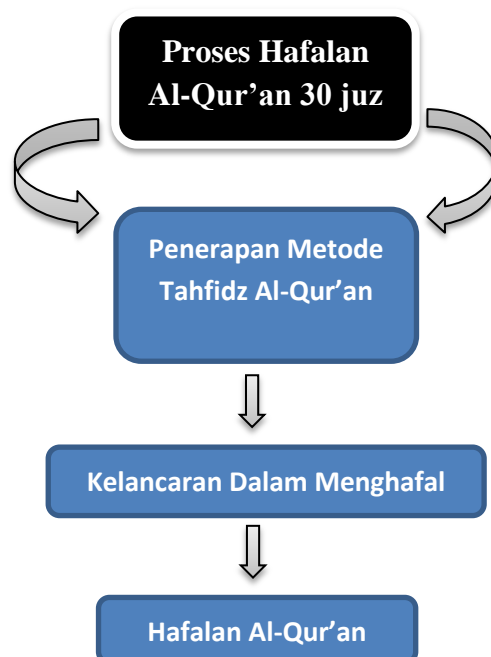 Proses Hafalan
Al-Qur’an 30 juz
Penerapan Metode
Tahfidz Al-Qur’an
Kelancaran Dalam Menghafal
Hafalan Al-Qur’an